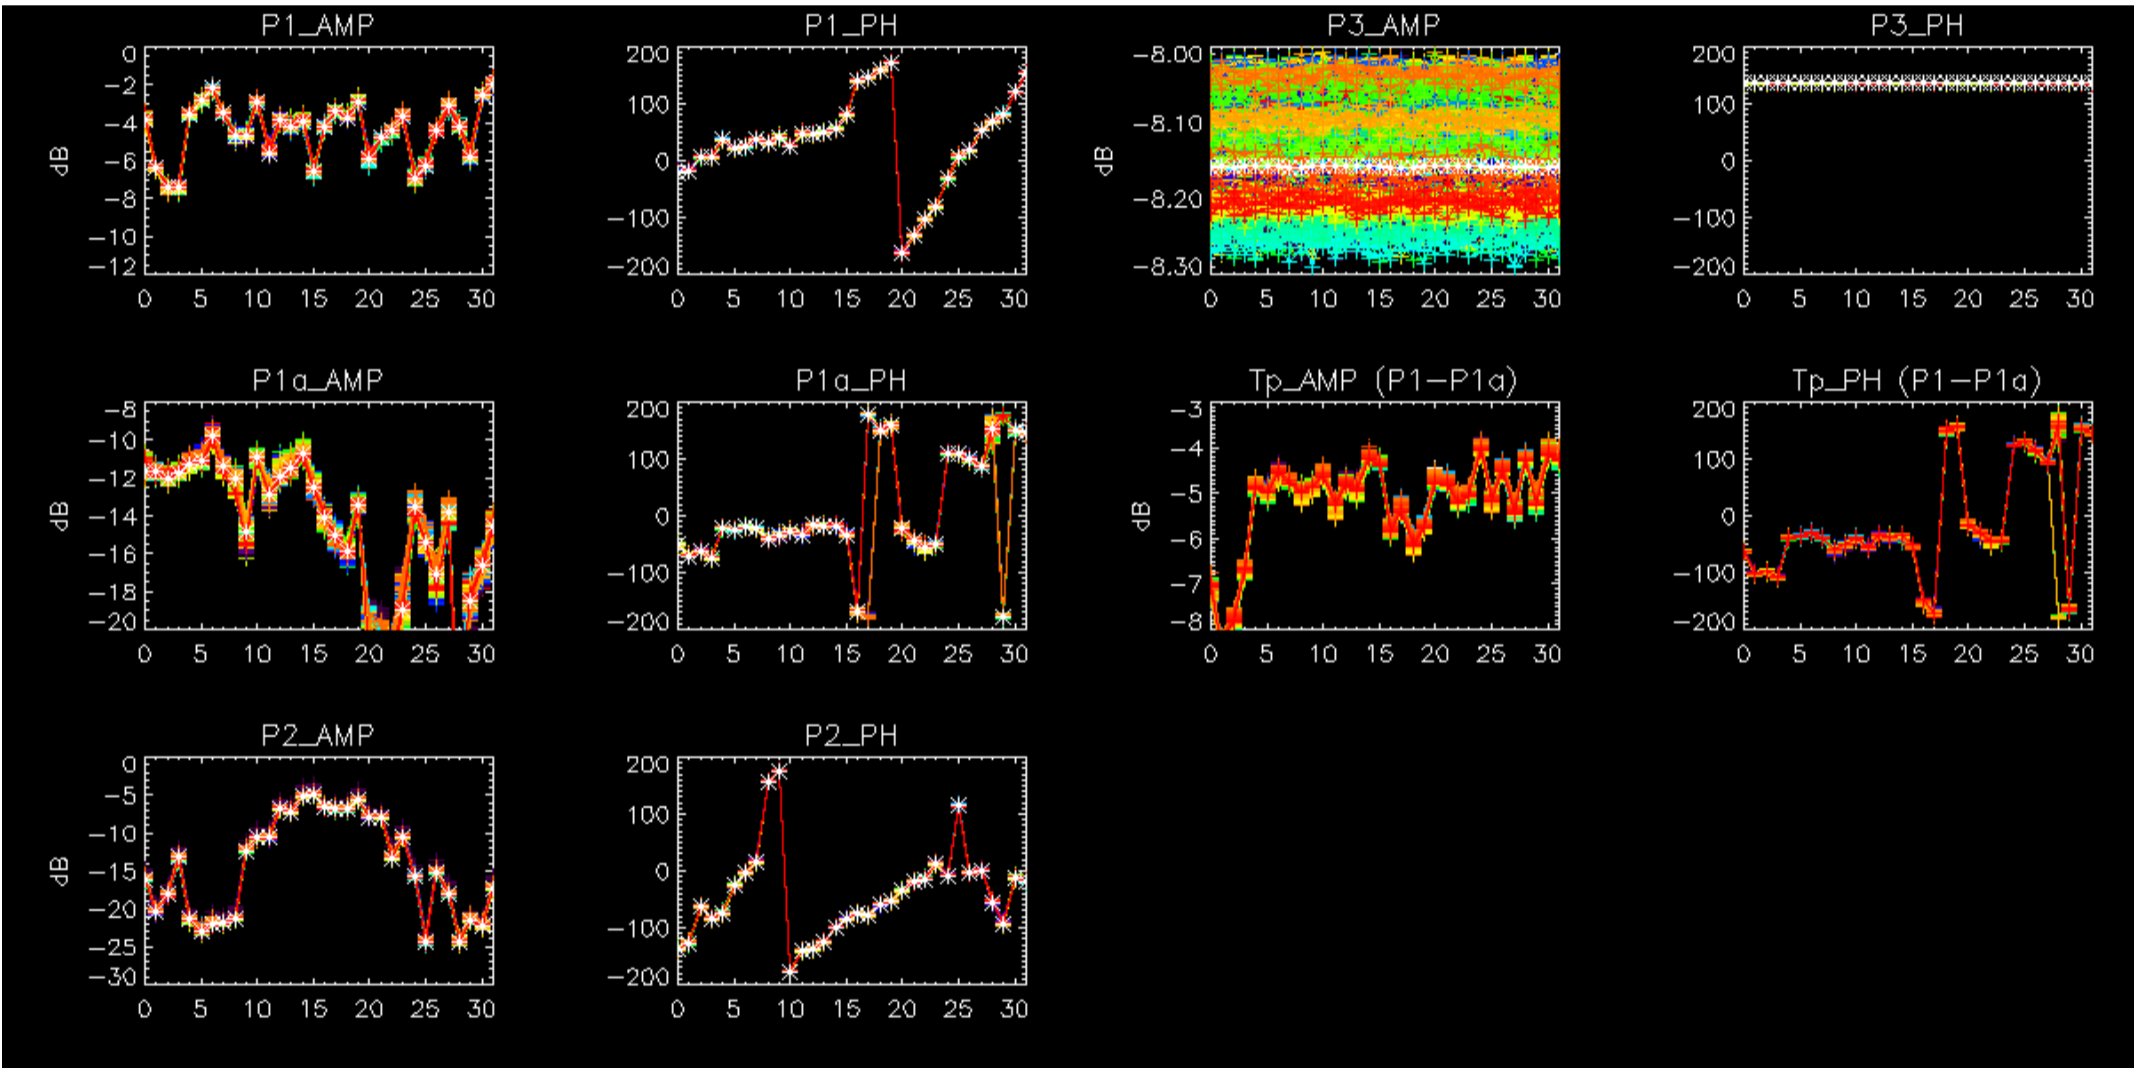 P1_AMP
0
−2
−4
−6
−8
−10
−12
dB
0 5 10 15 20 25 30
P1_PH
200
100
0
−100
−200
0 5 10 15 20 25 30
P3_AMP
−8.00
−8.10
−8.20
−8.30
dB
0 5 10 15 20 25 30
P3_PH
200
100
0
−100
−200
0 5 10 15 20 25 30
P1a_AMP
−8
−10
−12
−14
−16
−18
−20
dB
0 5 10 15 20 25 30
P1a_PH
200
100
0
−100
−200
0 5 10 15 20 25 30
Tp_AMP (P1−P1a)
−3
−4
−5
−6
−7
−8
dB
0 5 10 15 20 25 30
Tp_PH (P1−P1a)
200
100
0
−100
−200
0 5 10 15 20 25 30
P2_AMP
0
−5
−10
−15
−20
−25
−30
dB
0 5 10 15 20 25 30
P2_PH
200
100
0
−100
−200
0 5 10 15 20 25 30